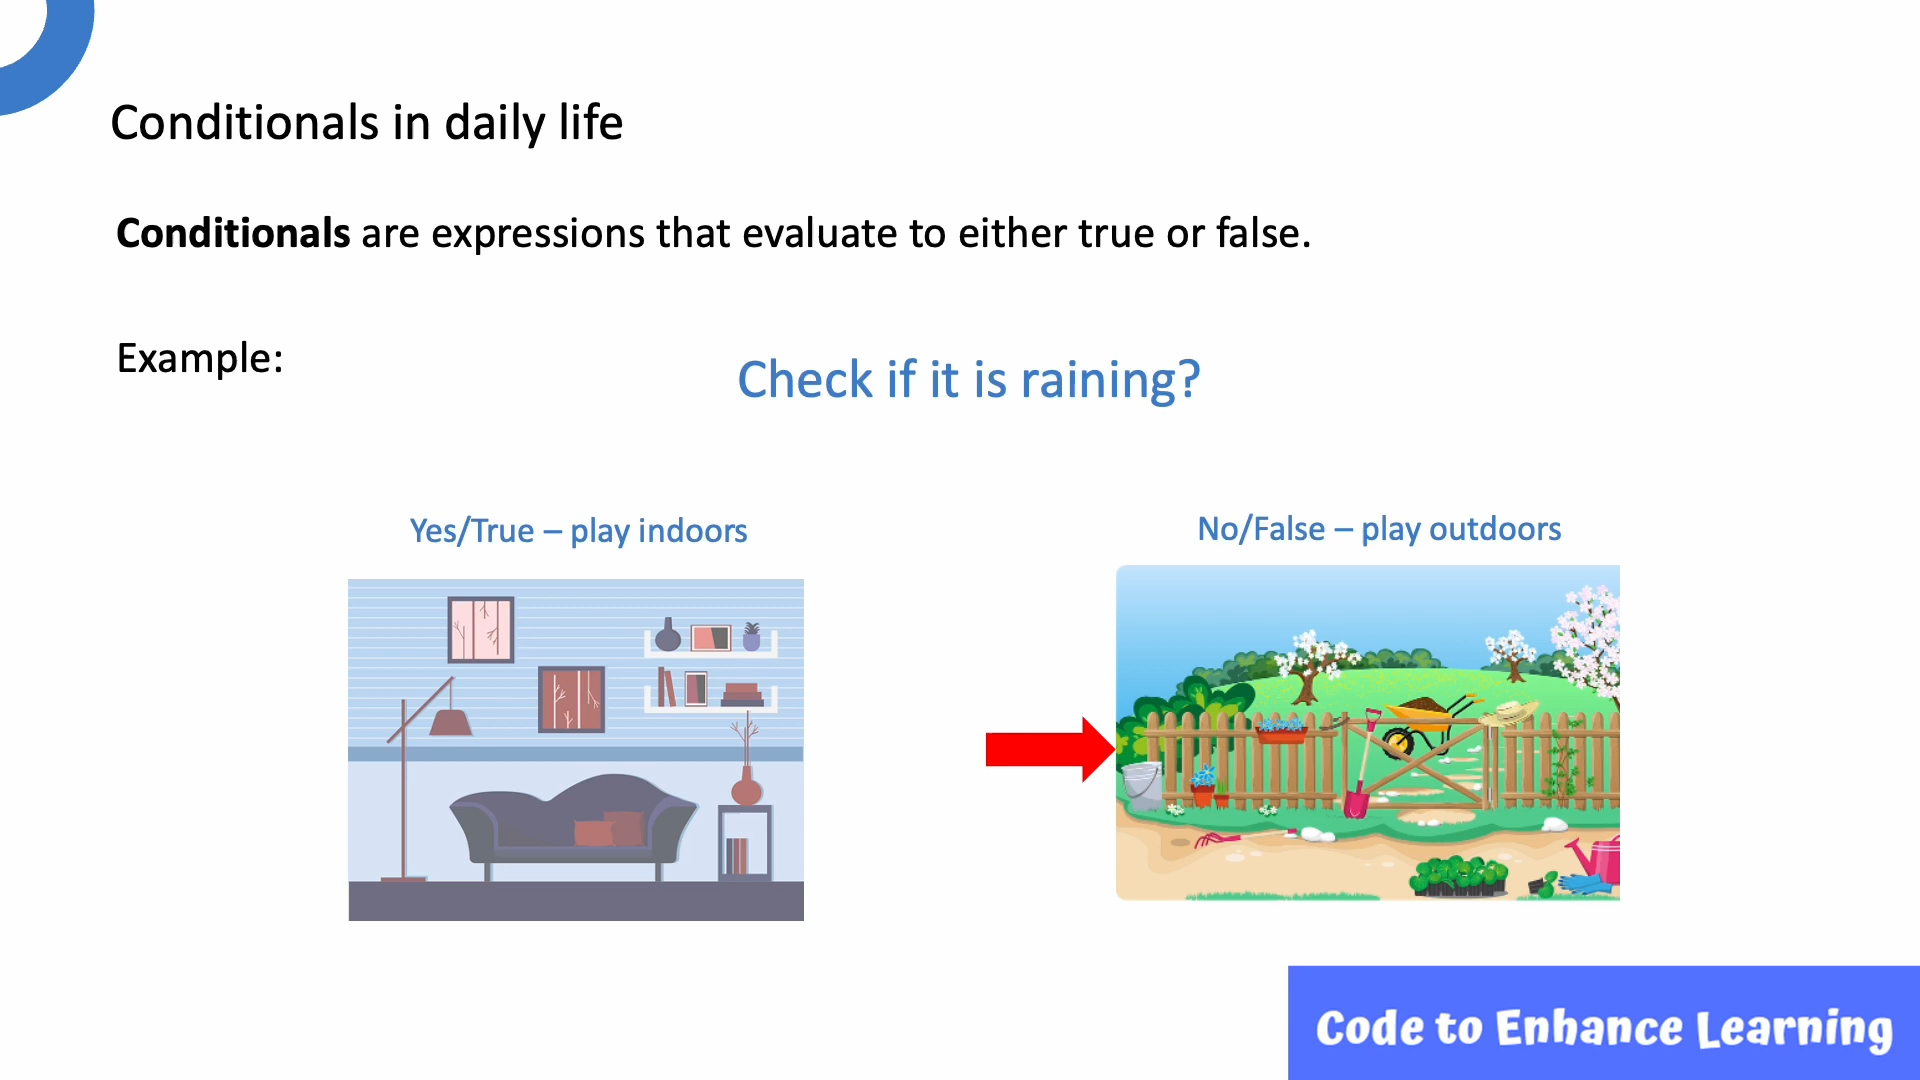 Conditionals in daily life
Conditionals are expressions that evaluate to either true or false.
Example:
Check if it is raining?
Yes/True – play indoors
No/False – play outdoors
Code to Enhance Learning